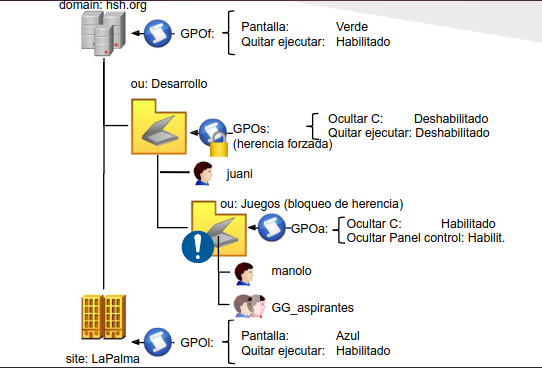 domain: hsh.org
GPOf: Pantalla: Verde
Quitar ejecutar: Habilitado
ou: Desarrollo
GPOs: (herencia forzada)
Ocultar C: Deshabilitado
Quitar ejecutar: Deshabilitado
juani
ou: Juegos (bloqueo de herencia)
GPOa: Ocultar C: Habilitado
Ocultar Panel control: Habilit.
manolo
GG_aspirantes
GPOl: Pantalla: Azul
Quitar ejecutar: Habilitado
site: LaPalma